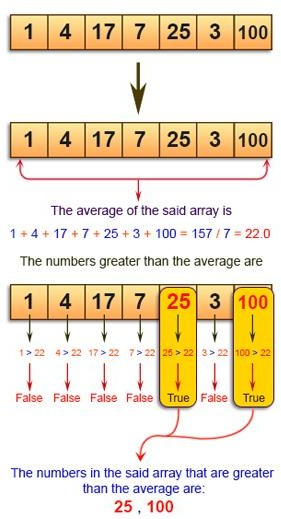 1 4 17 7 25 3 100
1 4 17 7 25 3 100
The average of the said array is
1 + 4 + 17 + 7 + 25 + 3 + 100 = 157 / 7 = 22.0
The numbers greater than the average are
1 4 17 7 25 3 100
1 > 22 4 > 22 17 > 22 7 > 22 25 > 22 3 > 22 100 > 22
False False False False True False True
The numbers in the said array that are greater
than the average are:
25 , 100